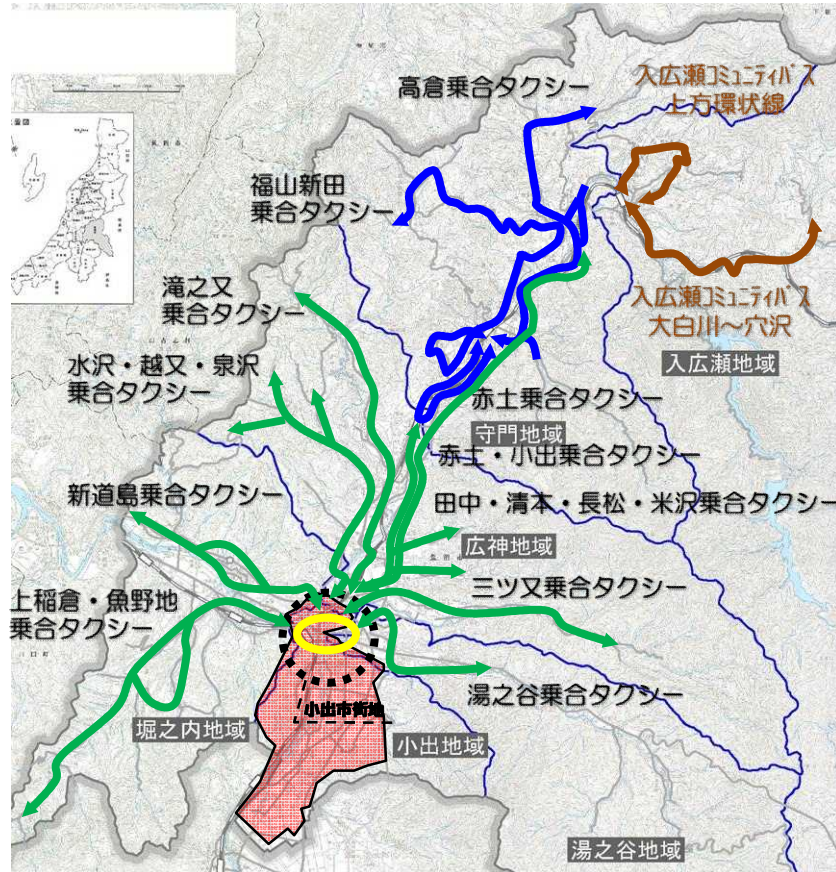 高倉乗合タクシー
入広瀬コミュニティバス
上方環状線
福山新田
乗合タクシー
滝之又
乗合タクシー
入広瀬コミュニティバス
大白川～穴沢
水沢・越又・泉沢
乗合タクシー
入広瀬地域
赤土乗合タクシー
守門地域
赤土・小出乗合タクシー
新道島乗合タクシー
田中・清本・長松・米沢乗合タクシー
広神地域
三ツ又乗合タクシー
上稲倉・魚野地
乗合タクシー
湯之谷乗合タクシー
小出市街地
堀之内地域
小出地域
湯之谷地域